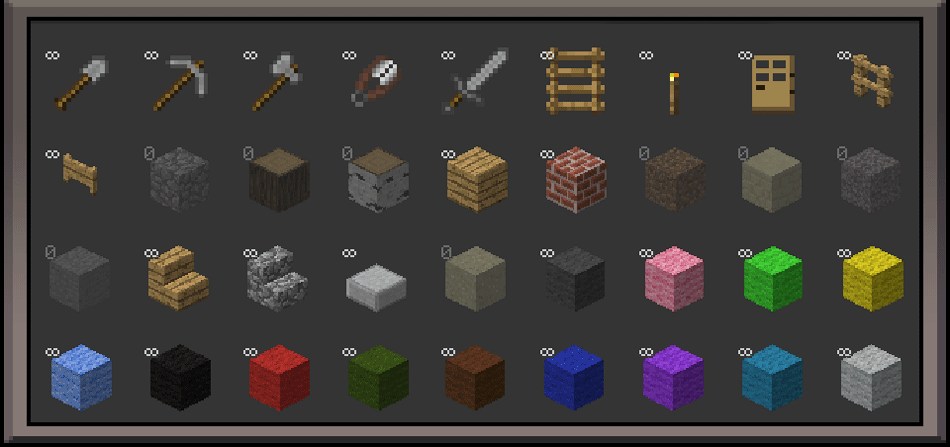 ∞ ∞ ∞ ∞ ∞ ∞ ∞ ∞ ∞
∞ 0 0 0 ∞ ∞ 0 0 0
0 ∞ ∞ ∞ 0 ∞ ∞ ∞ ∞
∞ ∞ ∞ ∞ ∞ ∞ ∞ ∞ ∞